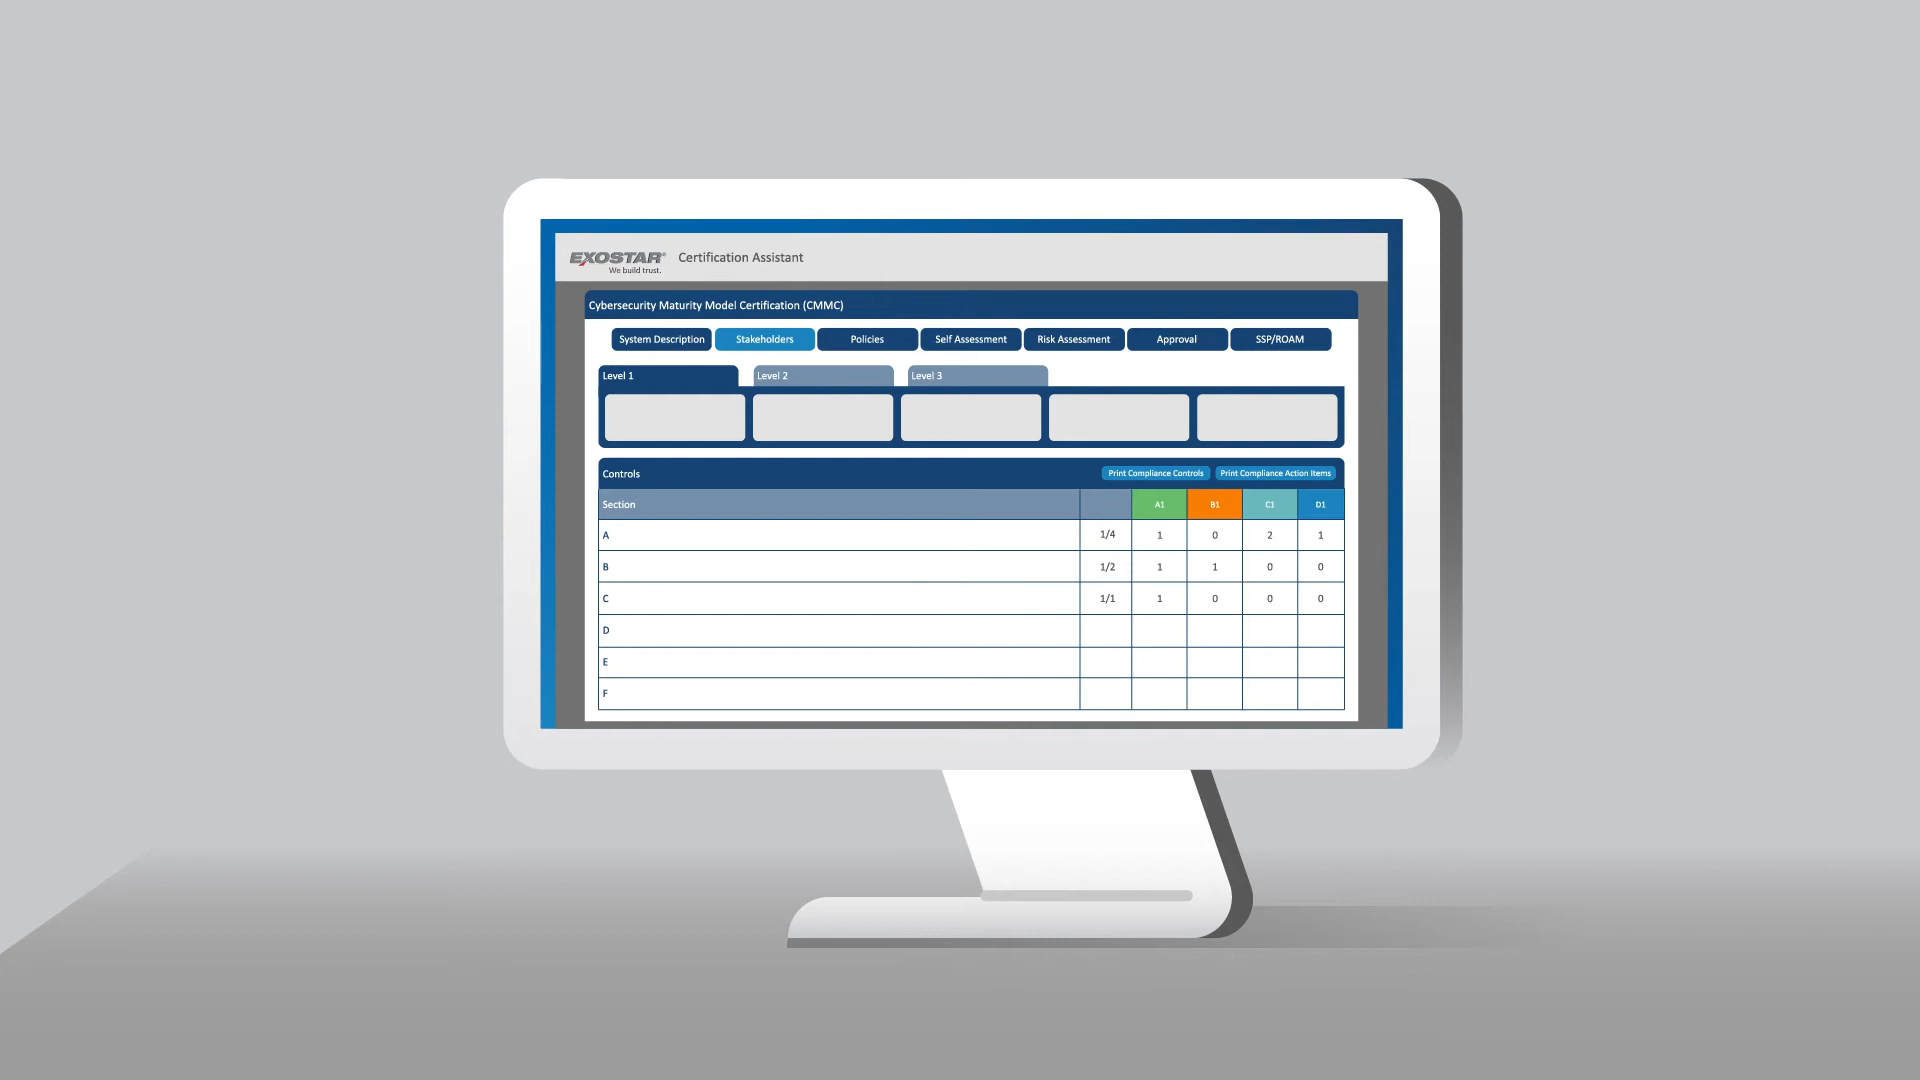 EXOSTAR® Certification Assistant
We build trust.
Cybersecurity Maturity Model Certification (CMMC)
System Description Stakeholders Policies Self Assessment Risk Assessment Approval SSP/ROAM
Level 1 Level 2 Level 3
Controls Print Compliance Controls Print Compliance Action Items
Section A1 B1 C1 D1
A 1/4 1 0 2 1
B 1/2 1 1 0 0
C 1/1 1 0 0 0
D
E
F